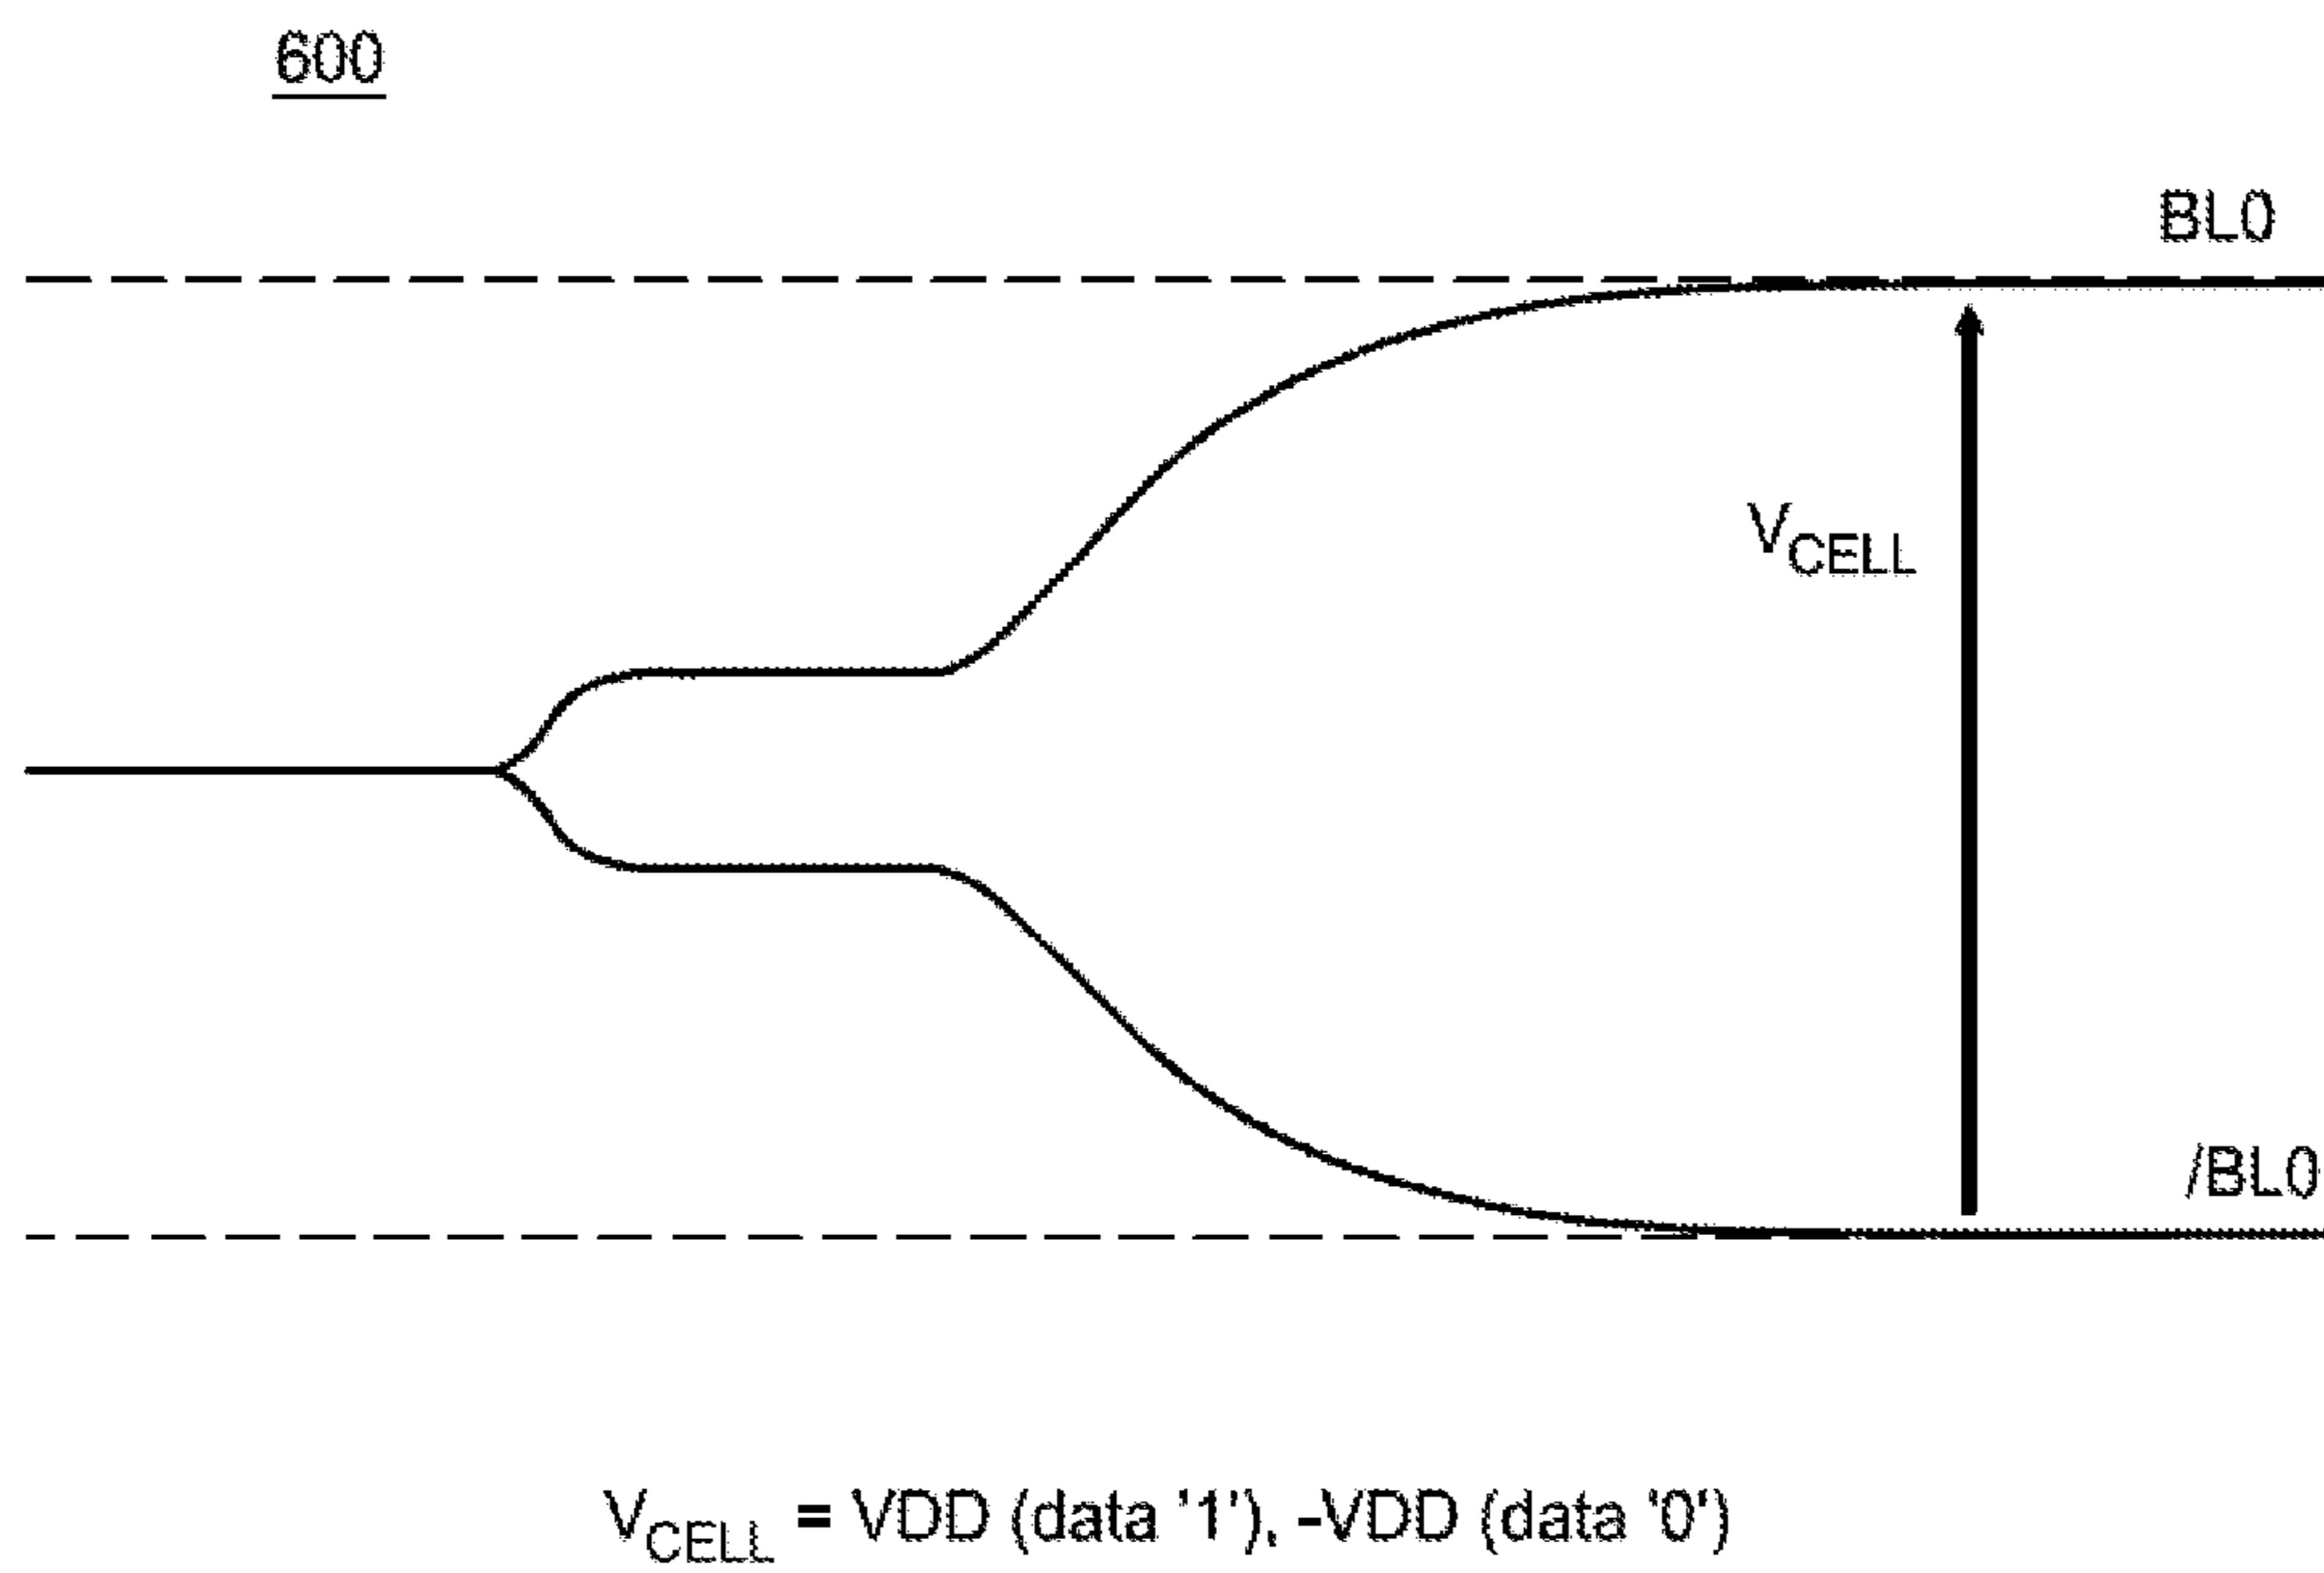 600
BL0
VCELL
/BL0
VCELL = VDD (data '1'), -VDD (data '0')